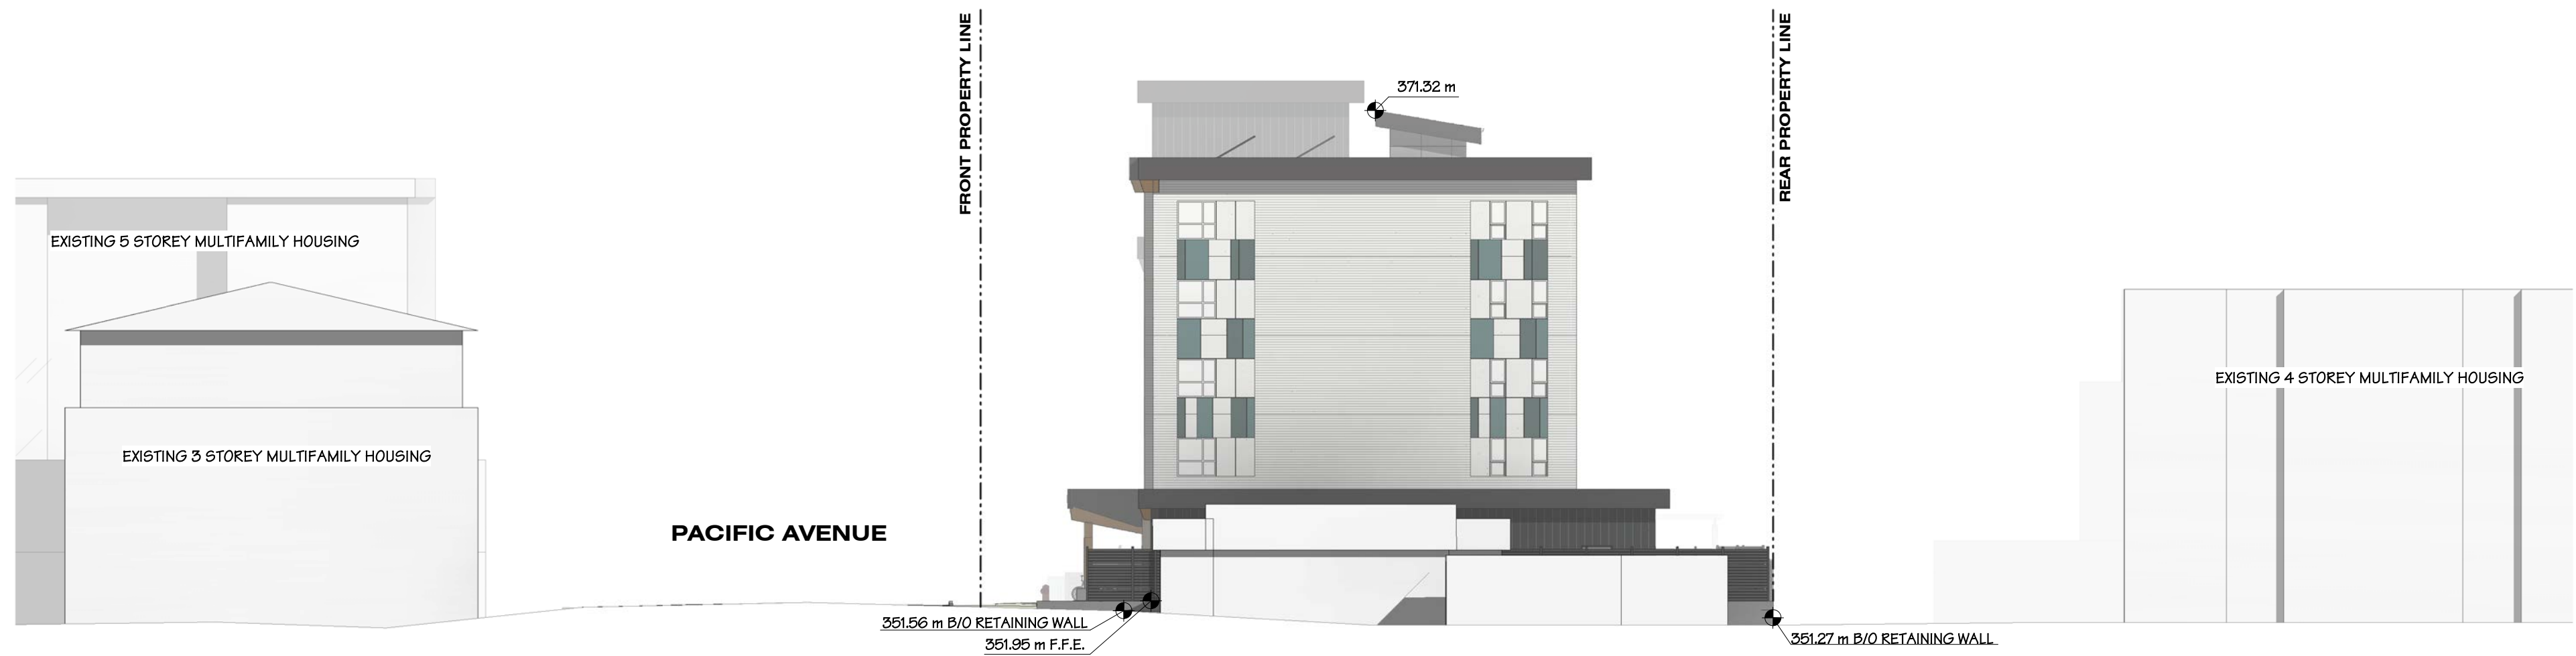 FRONT PROPERTY LINE
REAR PROPERTY LINE
371.32 m
EXISTING 5 STOREY MULTIFAMILY HOUSING
EXISTING 4 STOREY MULTIFAMILY HOUSING
EXISTING 3 STOREY MULTIFAMILY HOUSING
PACIFIC AVENUE
351.56 m B/O RETAINING WALL
351.95 m F.F.E.
351.27 m B/O RETAINING WALL